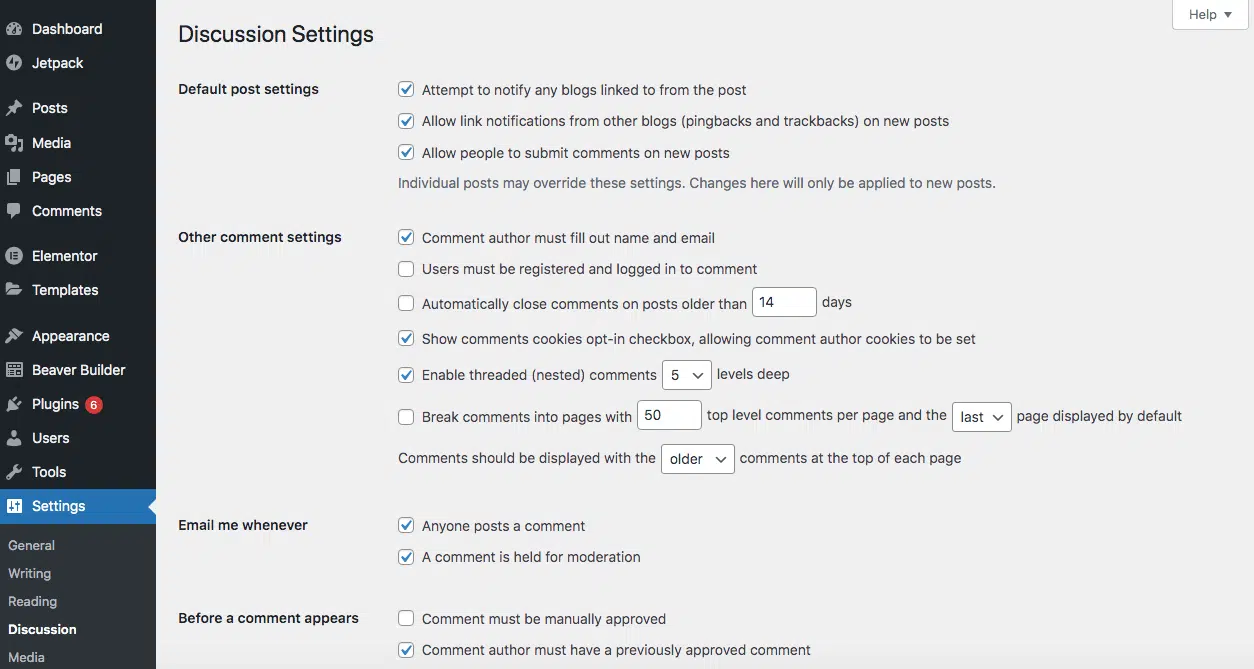 Dashboard
Jetpack
Posts
Media
Pages
Comments
Elementor
Templates
Appearance
Beaver Builder
Plugins 6
Users
Tools
Settings
General
Writing
Reading
Discussion
Media
Help
Discussion Settings
Default post settings
Attempt to notify any blogs linked to from the post
Allow link notifications from other blogs (pingbacks and trackbacks) on new posts
Allow people to submit comments on new posts
Individual posts may override these settings. Changes here will only be applied to new posts.
Other comment settings
Comment author must fill out name and email
Users must be registered and logged in to comment
Automatically close comments on posts older than 14 days
Show comments cookies opt-in checkbox, allowing comment author cookies to be set
Enable threaded (nested) comments 5 levels deep
Break comments into pages with 50 top level comments per page and the last page displayed by default
Comments should be displayed with the older comments at the top of each page
Email me whenever
Anyone posts a comment
A comment is held for moderation
Before a comment appears
Comment must be manually approved
Comment author must have a previously approved comment